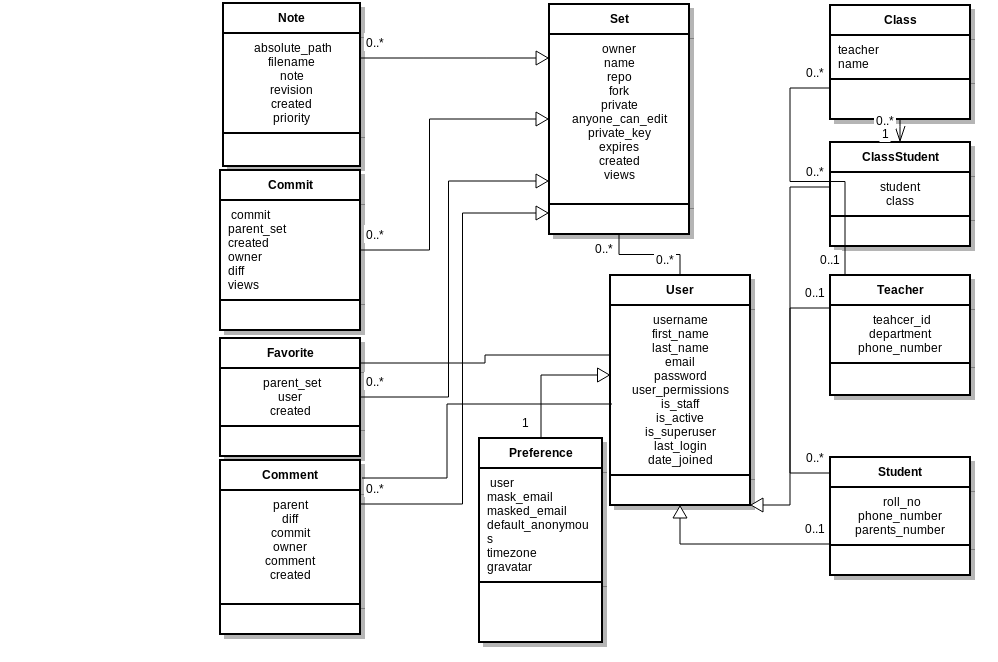 Note
absolute_path
filename
note
revision
created
priority
0..*
Commit
commit
parent_set
created
owner
diff
views
0..*
Favorite
parent_set
user
created
0..*
Comment
parent
diff
commit
owner
comment
created
0..*
Set
owner
name
repo
fork
private
anyone_can_edit
private_key
expires
created
views
0..*
0..*
User
username
first_name
last_name
email
password
user_permissions
is_staff
is_active
is_superuser
last_login
date_joined
1
Preference
user
mask_email
masked_email
default_anonymou
s
timezone
gravatar
Class
teacher
name
0..*
0..*
1
ClassStudent
student
class
0..*
0..1
Teacher
teahcer_id
department
phone_number
0..1
Student
roll_no
phone_number
parents_number
0..*
0..1